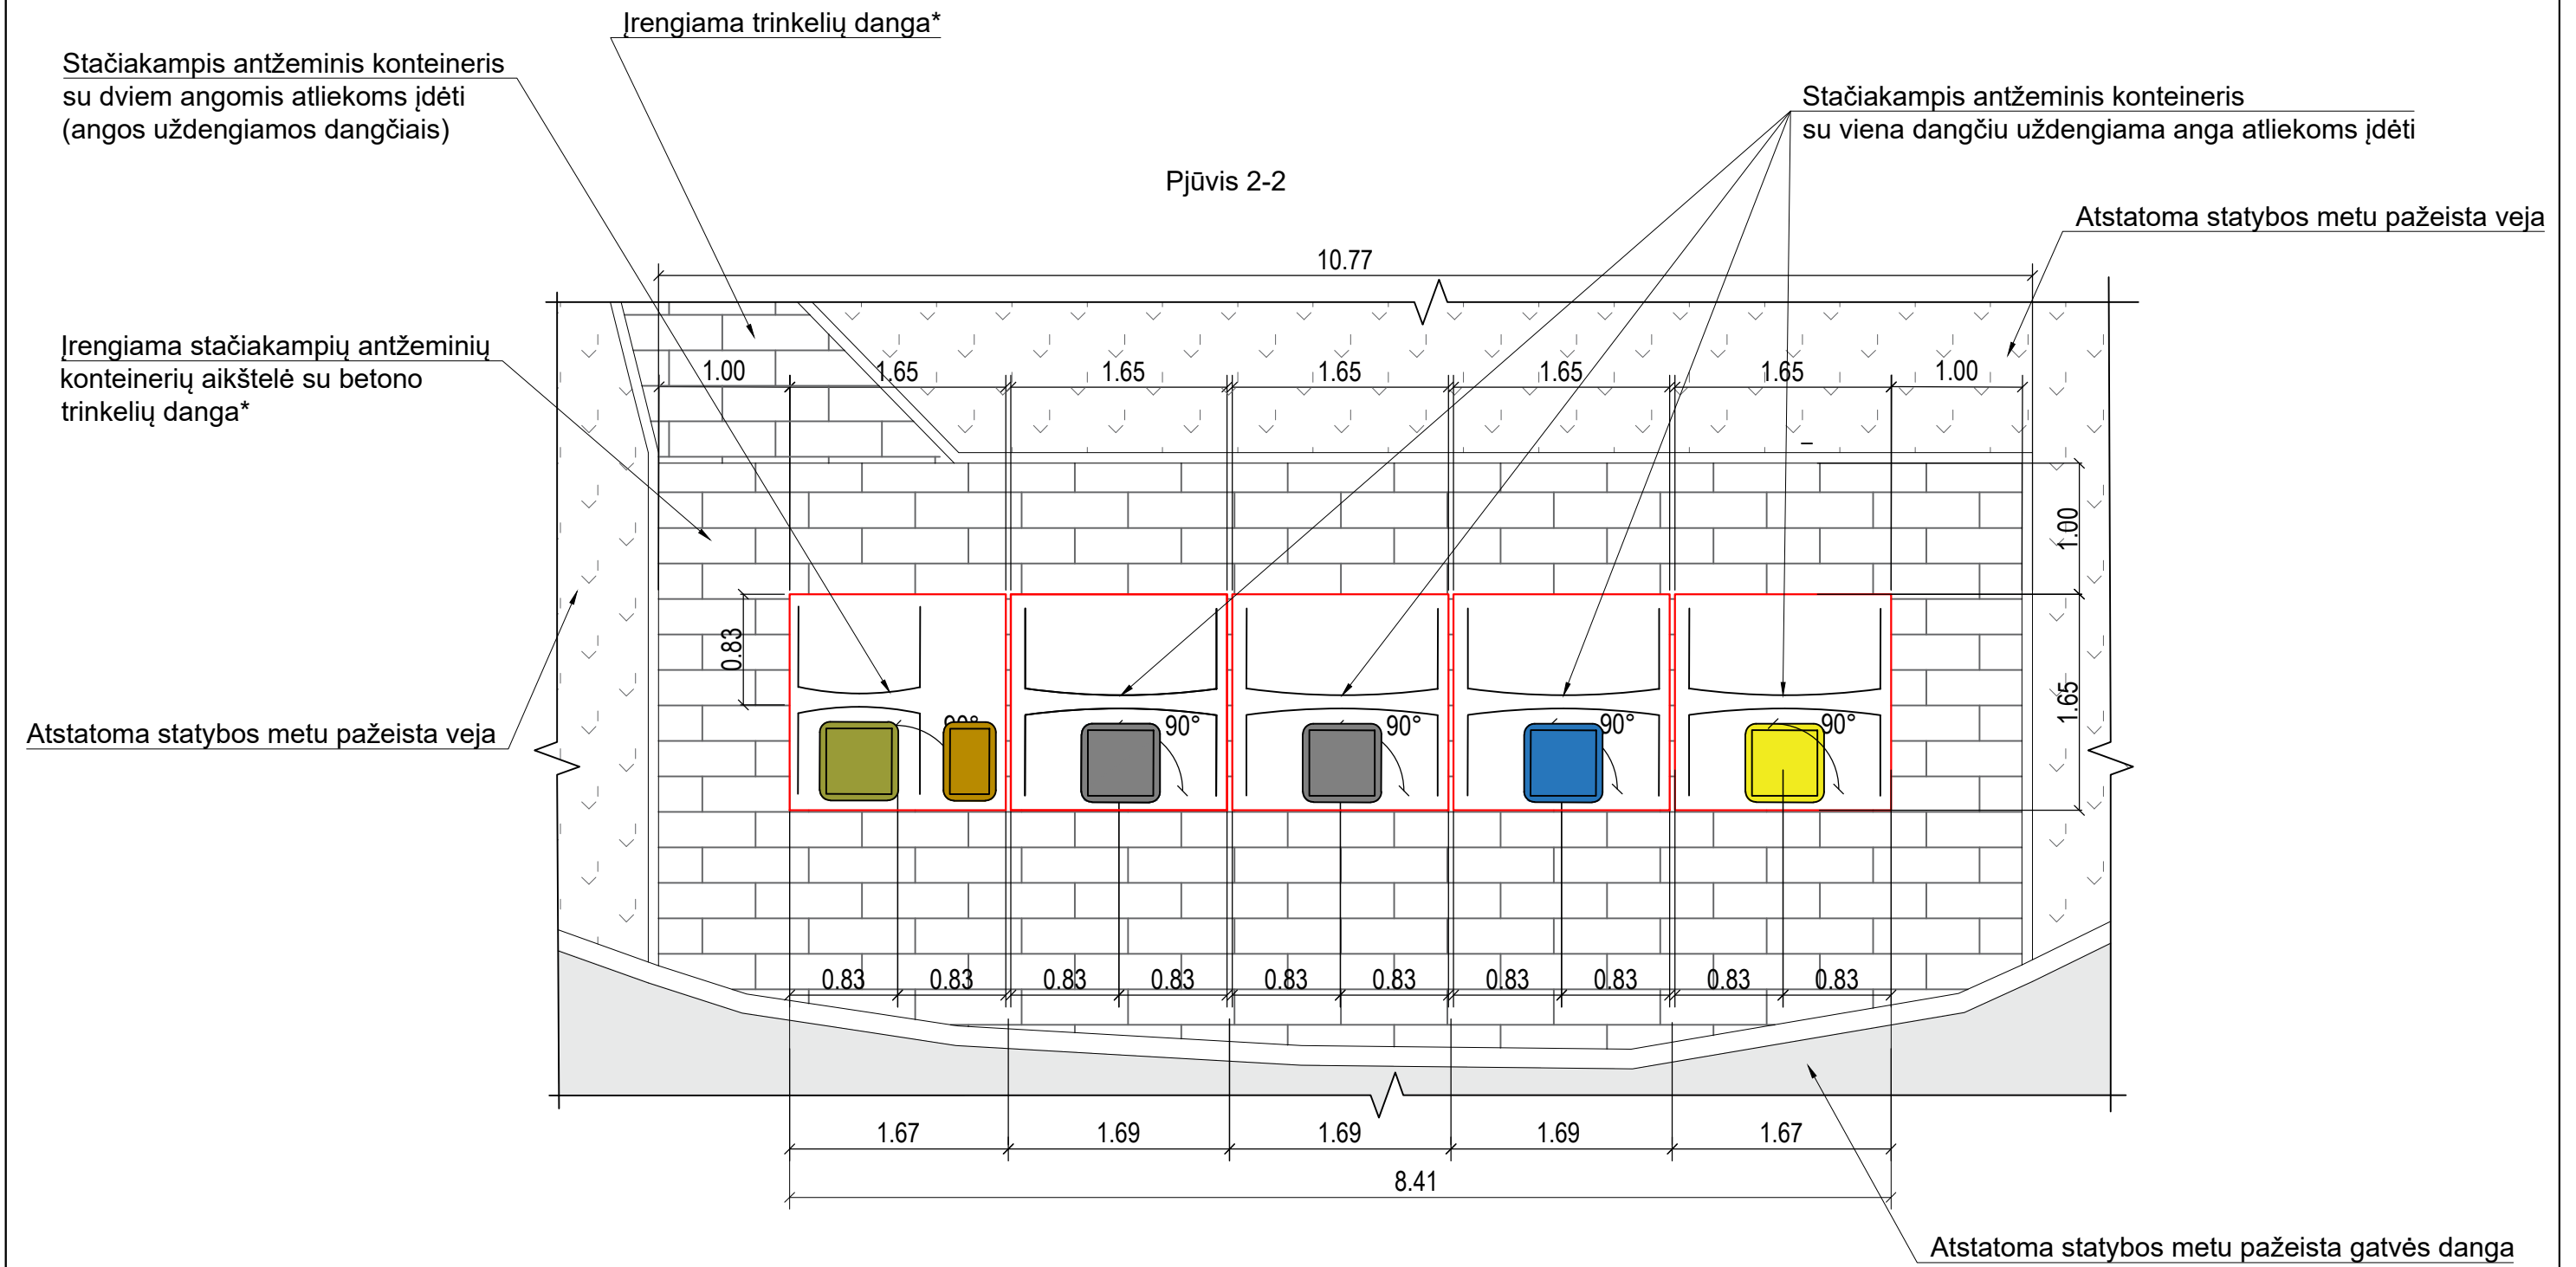 Įrengiama trinkelių danga*
Stačiakampis antžeminis konteineris
su dviem angomis atliekoms įdėti
(angos uždengiamos dangčiais)
Stačiakampis antžeminis konteineris
su viena dangčiu uždengiama anga atliekoms įdėti
Pjūvis 2-2
Atstatoma statybos metu pažeista veja
10.77
Įrengiama stačiakampių antžeminių
konteinerių aikštelė su betono
trinkelių danga*
1.00 1.65 1.65 1.65 1.65 1.65 1.00
1.00
0.83
1.65
90° 90° 90° 90° 90°
Atstatoma statybos metu pažeista veja
0.83 0.83 0.83 0.83 0.83 0.83 0.83 0.83 0.83 0.83
1.67 1.69 1.69 1.69 1.67
8.41
Atstatoma statybos metu pažeista gatvės danga